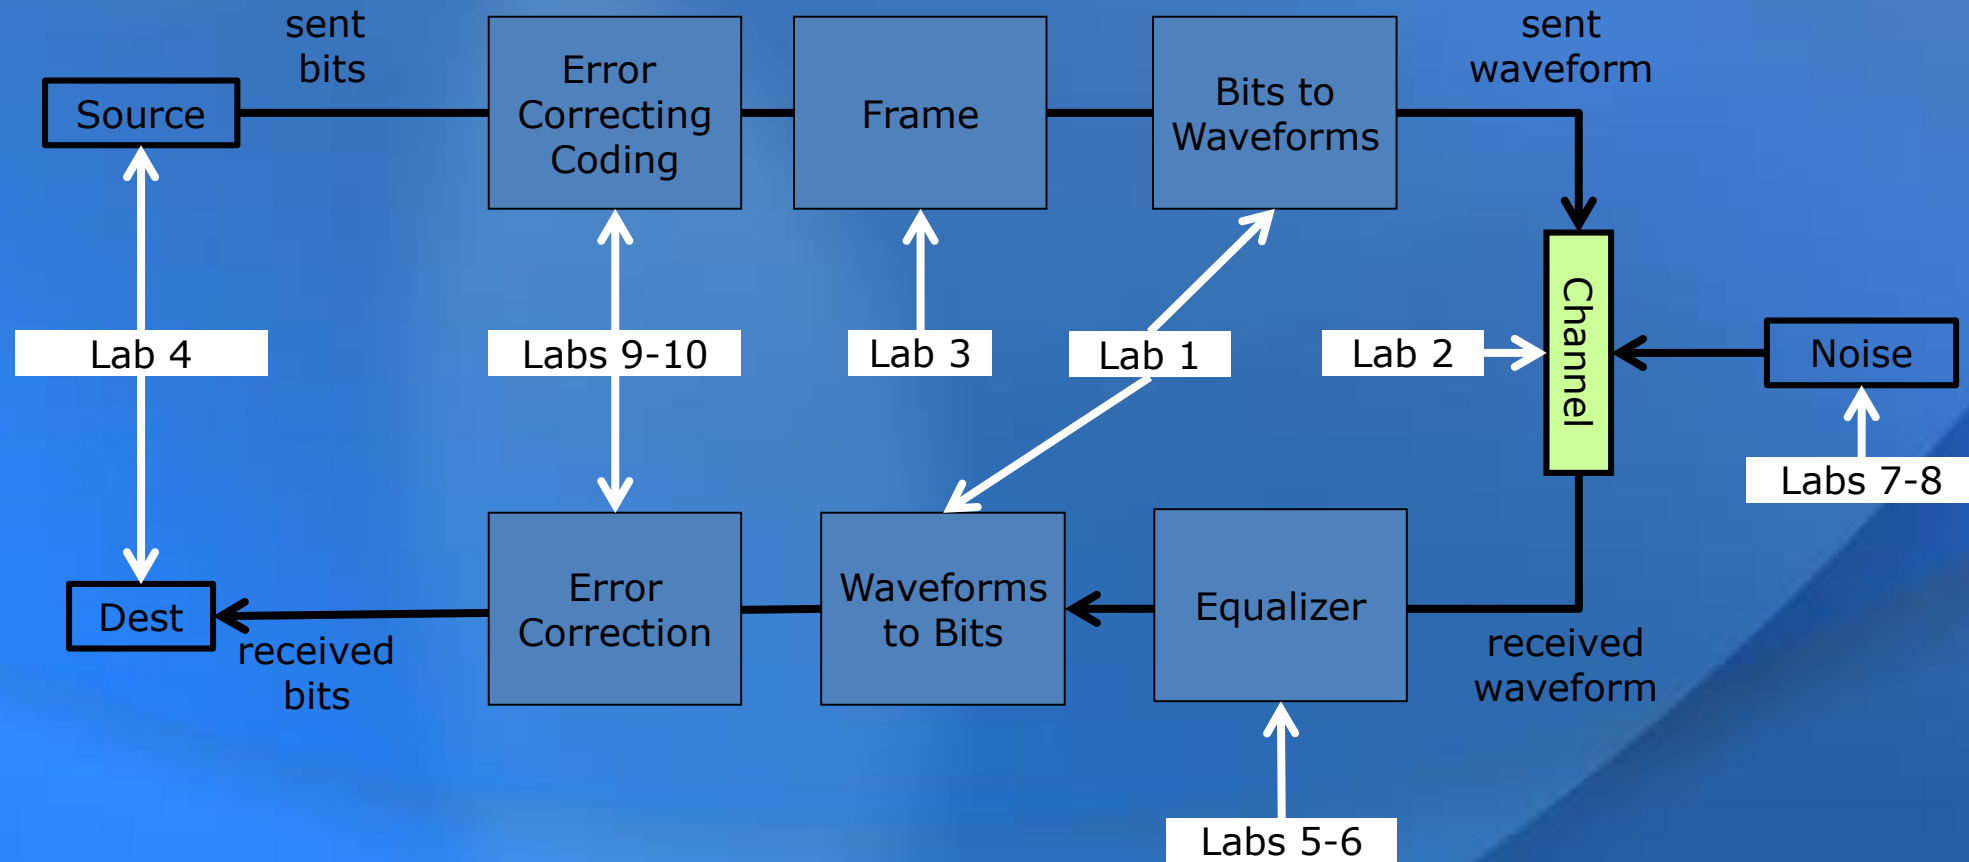 sent
bits
Source
Error
Correcting
Coding
Frame
Bits to
Waveforms
sent
waveform
Lab 4
Labs 9-10
Lab 3
Lab 1
Lab 2
Channel
Noise
Labs 7-8
Dest
received
bits
Error
Correction
Waveforms
to Bits
Equalizer
received
waveform
Labs 5-6